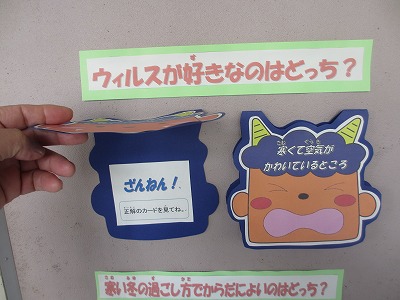 ウィルスが好きなのはどっち？
ざんねん！
正解のカードを見てね。
寒くて空気が
かわいているところ
寒い冬の過ごし方でからだによいのはどっち？